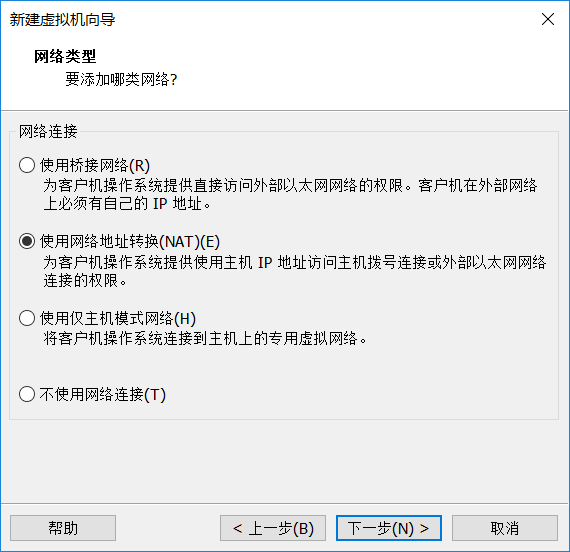 新建虚拟机向导
网络类型
要添加哪类网络?
网络连接
使用桥接网络(R)
为客户机操作系统提供直接访问外部以太网网络的权限。客户机在外部网络
上必须有自己的 IP 地址。
使用网络地址转换(NAT)(E)
为客户机操作系统提供使用主机 IP 地址访问主机拨号连接或外部以太网网络
连接的权限。
使用仅主机模式网络(H)
将客户机操作系统连接到主机上的专用虚拟网络。
不使用网络连接(T)
帮助
< 上一步(B)
下一步(N) >
取消